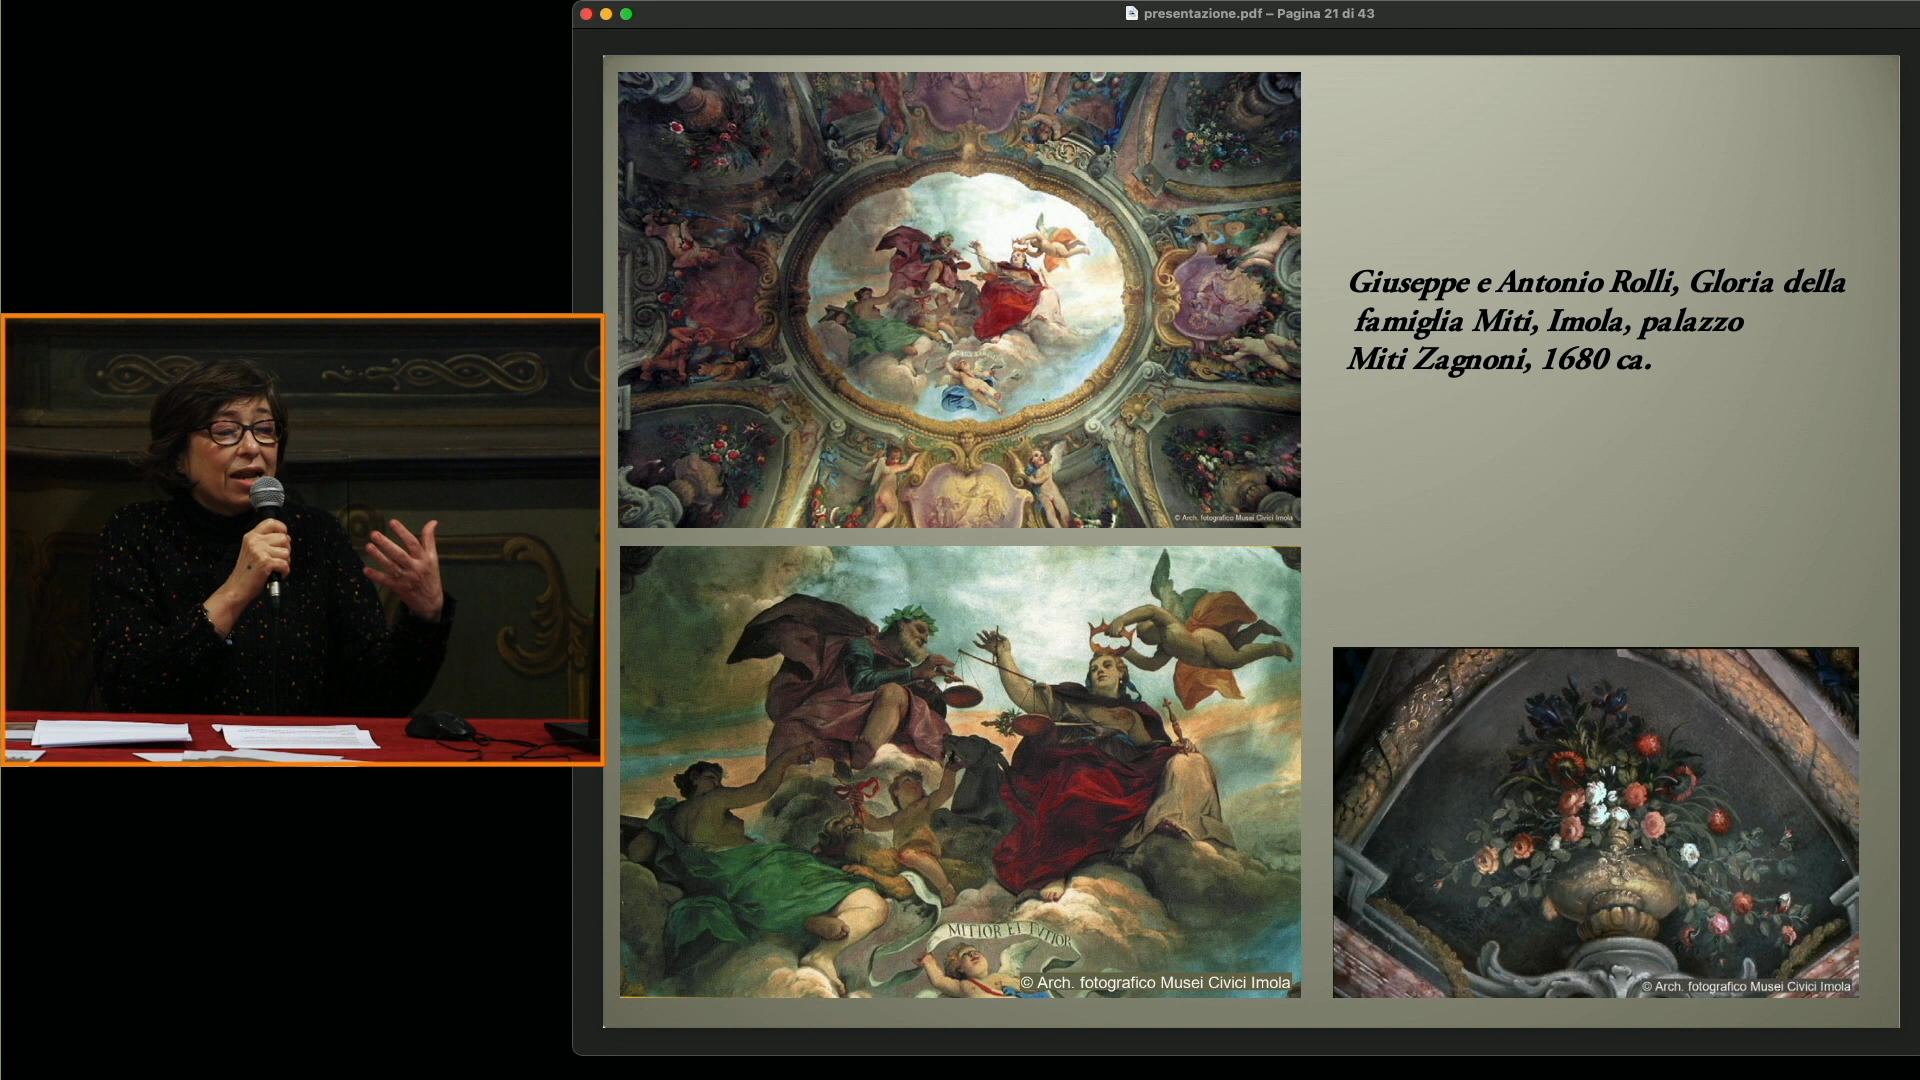 presentazione.pdf – Pagina 21 di 43
Giuseppe e Antonio Rolli, Gloria della
famiglia Miti, Imola, palazzo
Miti Zagnoni, 1680 ca.
© Arch. fotografico Musei Civici Imola
MITIOR ET TVTIOR
© Arch. fotografico Musei Civici Imola
© Arch. fotografico Musei Civici Imola